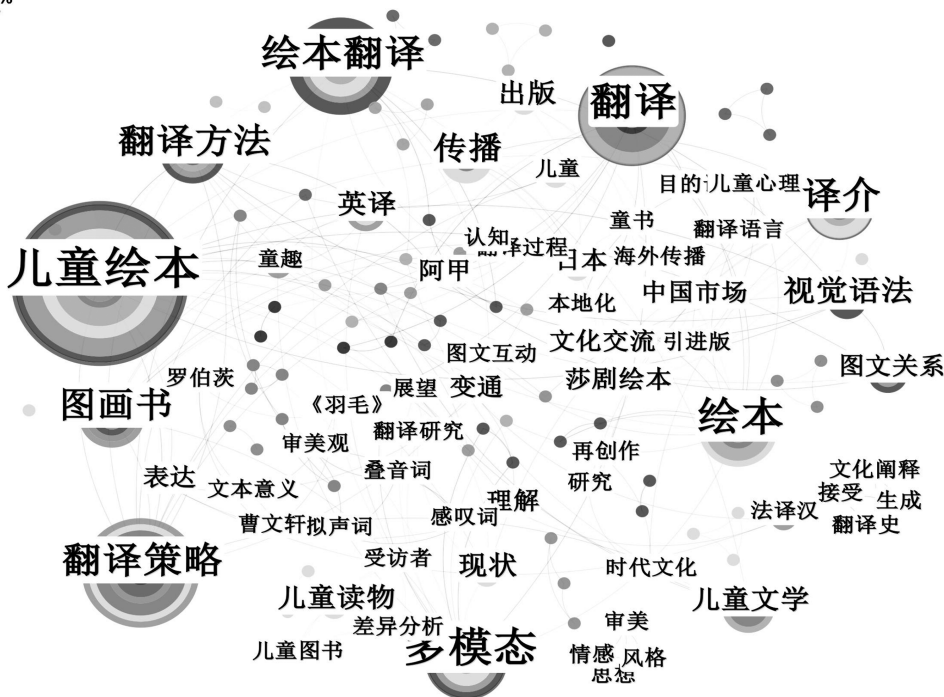 %
绘本翻译
出版
翻译
翻译方法
传播
儿童
目的
儿童心理
译介
英译
童书
翻译语言
认知
翻译过程
日本
海外传播
儿童绘本
童趣
阿甲
本地化
中国市场
视觉语法
图文互动
文化交流
引进版
图文关系
罗伯茨
展望
变通
莎剧绘本
图画书
《羽毛》
绘本
审美观
翻译研究
再创作
表达
文本意义
叠音词
研究
文化阐释
理解
接受
生成
法译汉
曹文轩
拟声词
感叹词
翻译史
翻译策略
受访者
现状
时代文化
儿童读物
儿童文学
差异分析
审美
儿童图书
多模态
情感
风格
思想